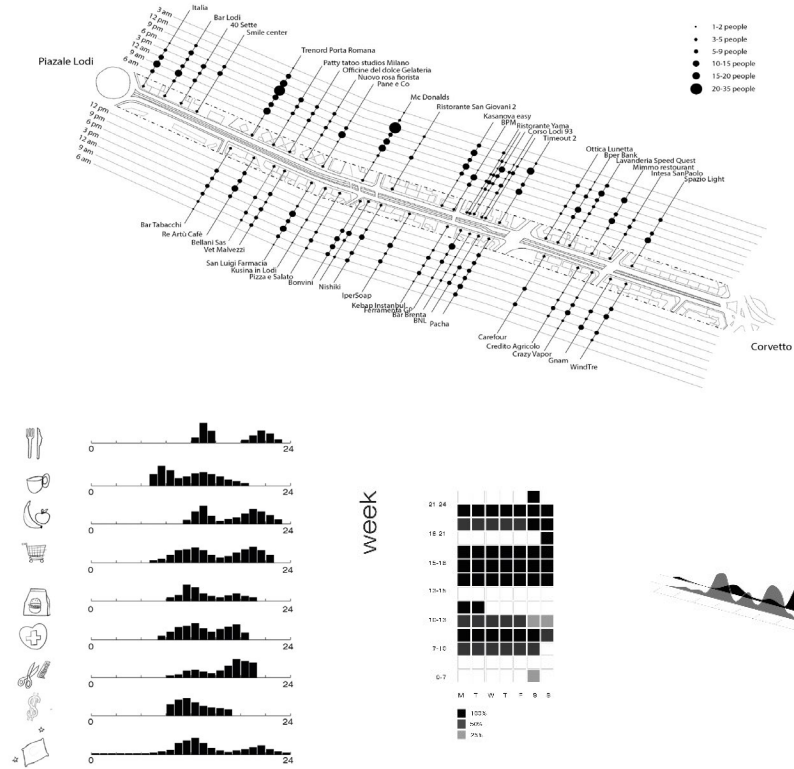 3 am
12 pm
9 pm
6 pm
3 pm
12 am
9 am
6 am
Italia
Bar Lodi
40 Sette
Smile center
Trenord Porta Romana
Patty tatoo studios Milano
Officine del dolce Gelateria
Nuovo rosa fiorista
Pane e Co
Mc Donalds
Ristorante San Giovani 2
Kasanova easy
BPM
Ristorante Yama
Corso Lodi 93
Timeout 2
Ottica Lunetta
Bper Bank
Lavanderia Speed Quest
Mimmo restourant
Intesa SanPaolo
Spazio Light
1-2 people
3-5 people
5-9 people
10-15 people
15-20 people
20-35 people
Piazale Lodi
12 pm
9 pm
6 pm
3 pm
12 am
9 am
6 am
Bar Tabacchi
Re Artù Cafè
Bellani Sas
Vet Malvezzi
San Luigi Farmacia
Kusina in Lodi
Pizza e Salato
Bonvini
Nishiki
IperSoap
Kebap Instanbul
Ferramenta GP
Bar Brenta
BNL
Pacha
Carefour
Credito Agricolo
Crazy Vapor
Gnam
WindTre
Corvetto
0 24
0 24
0 24
0 24
0 24
0 24
0 24
0 24
0 24
week
21-24
18-21
15-18
13-15
10-13
7-10
0-7
M T W T F S S
100%
50%
25%